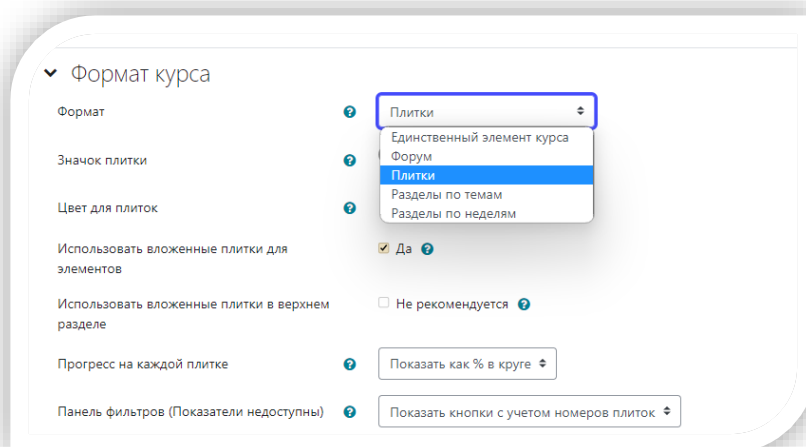 Формат курса
Формат
Плитки
Единственный элемент курса
Форум
Значок плитки
Плитки
Разделы по темам
Цвет для плиток
Разделы по неделям
Использовать вложенные плитки для
элементов
Да
Использовать вложенные плитки в верхнем
разделе
Не рекомендуется
Прогресс на каждой плитке
Показать как % в круге
Панель фильтров (Показатели недоступны)
Показать кнопки с учетом номеров плиток